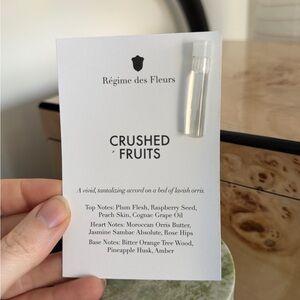 Régime des Fleurs
CRUSHED
FRUITS
A vivid, tantalizing accord on a bed of lavish orris.
Top Notes: Plum Flesh, Raspberry Seed,
Peach Skin, Cognac Grape Oil
Heart Notes: Moroccan Orris Butter,
Jasmine Sambac Absolute, Rose Hips
Base Notes: Bitter Orange Tree Wood,
Pineapple Husk, Amber